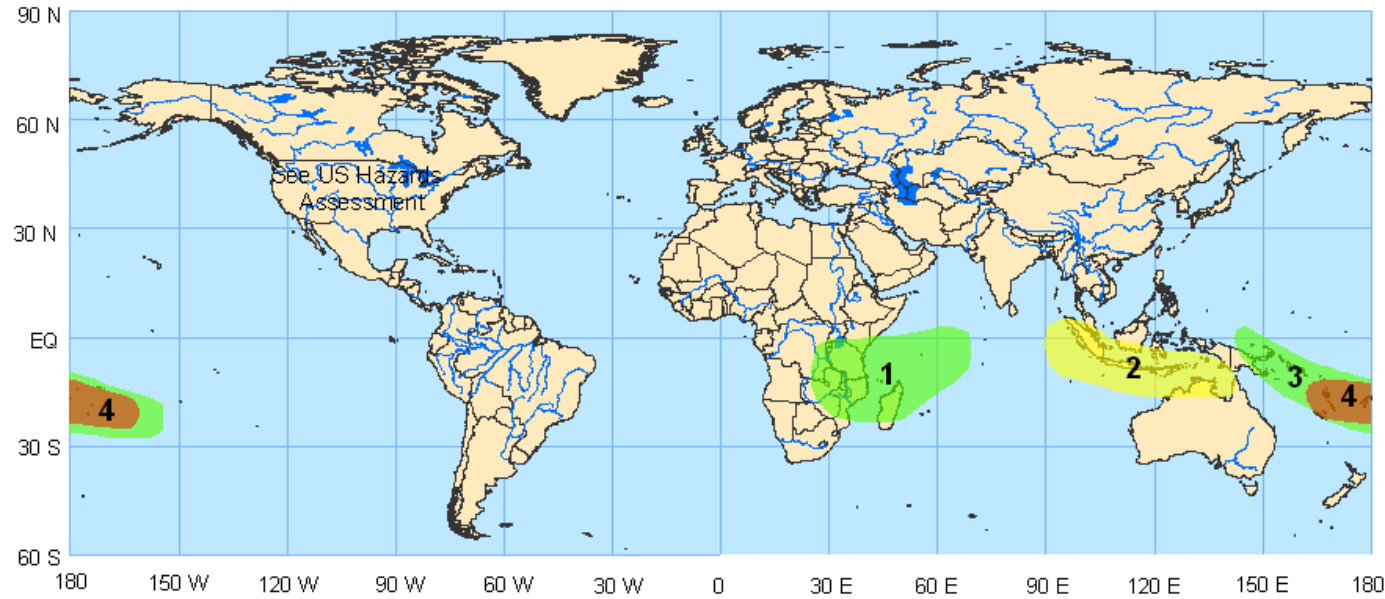 90 N
60 N
See US Hazards
Assessment
30 N
EQ
1
2
3
4
4
30 S
60 S
180
150 W
120 W
90 W
60 W
30 W
0
30 E
60 E
90 E
120 E
150 E
180